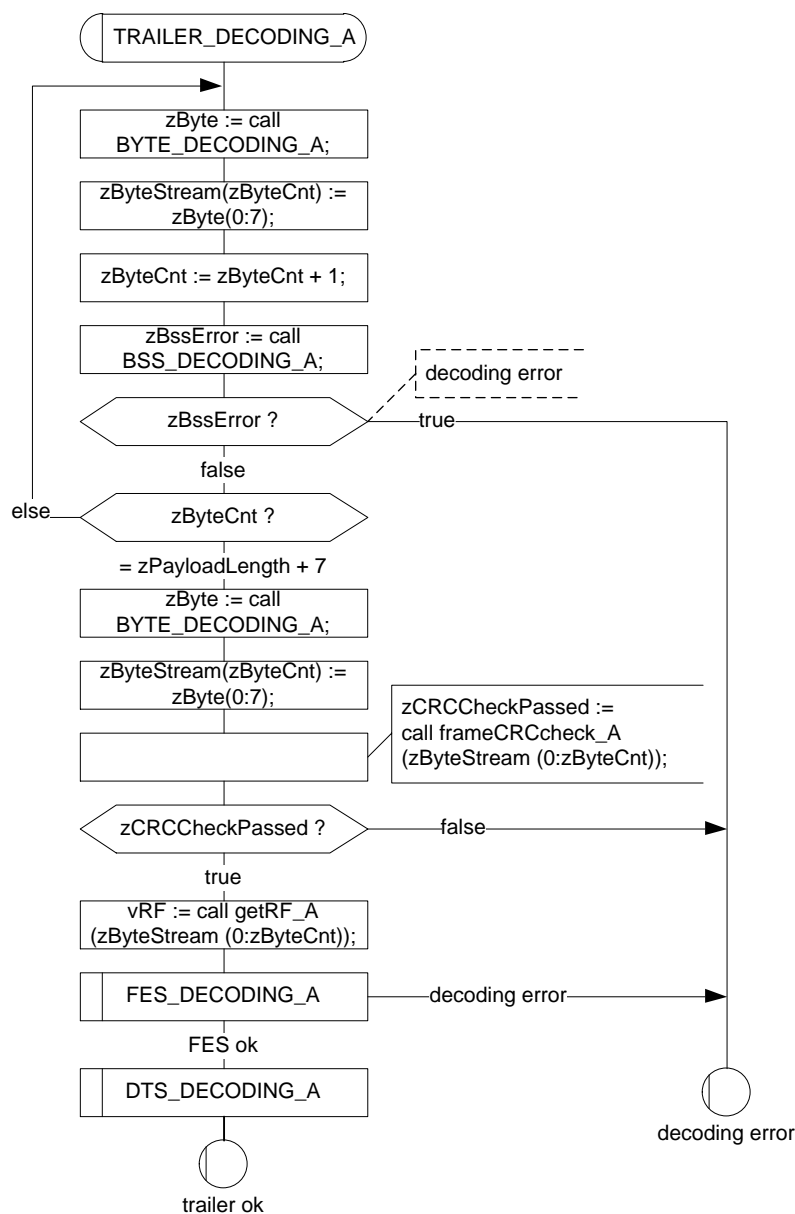 TRAILER_DECODING_A
zByte := call
BYTE_DECODING_A;
zByteStream(zByteCnt) :=
zByte(0:7);
zByteCnt := zByteCnt + 1;
zBssError := call
BSS_DECODING_A;
decoding error
zBssError ?
true
false
else
zByteCnt ?
= zPayloadLength + 7
zByte := call
BYTE_DECODING_A;
zByteStream(zByteCnt) :=
zByte(0:7);
zCRCCheckPassed :=
call frameCRCcheck_A
(zByteStream (0:zByteCnt));
zCRCCheckPassed ?
false
true
vRF := call getRF_A
(zByteStream (0:zByteCnt));
FES_DECODING_A
decoding error
FES ok
DTS_DECODING_A
decoding error
trailer ok